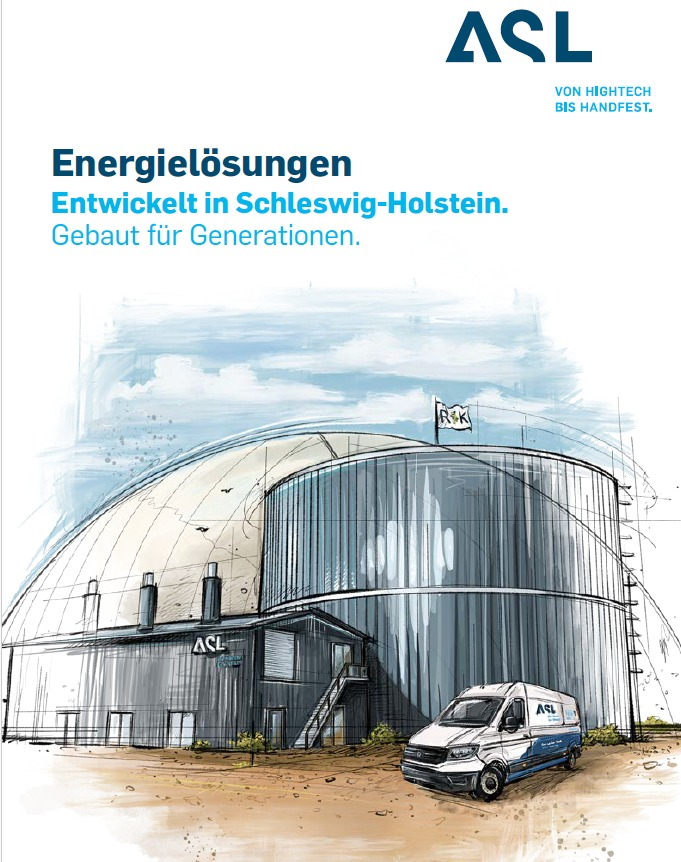 ASL
VON HIGHTECH
BIS HANDFEST.
Energielösungen
Entwickelt in Schleswig-Holstein.
Gebaut für Generationen.
R K
ASL
ASL